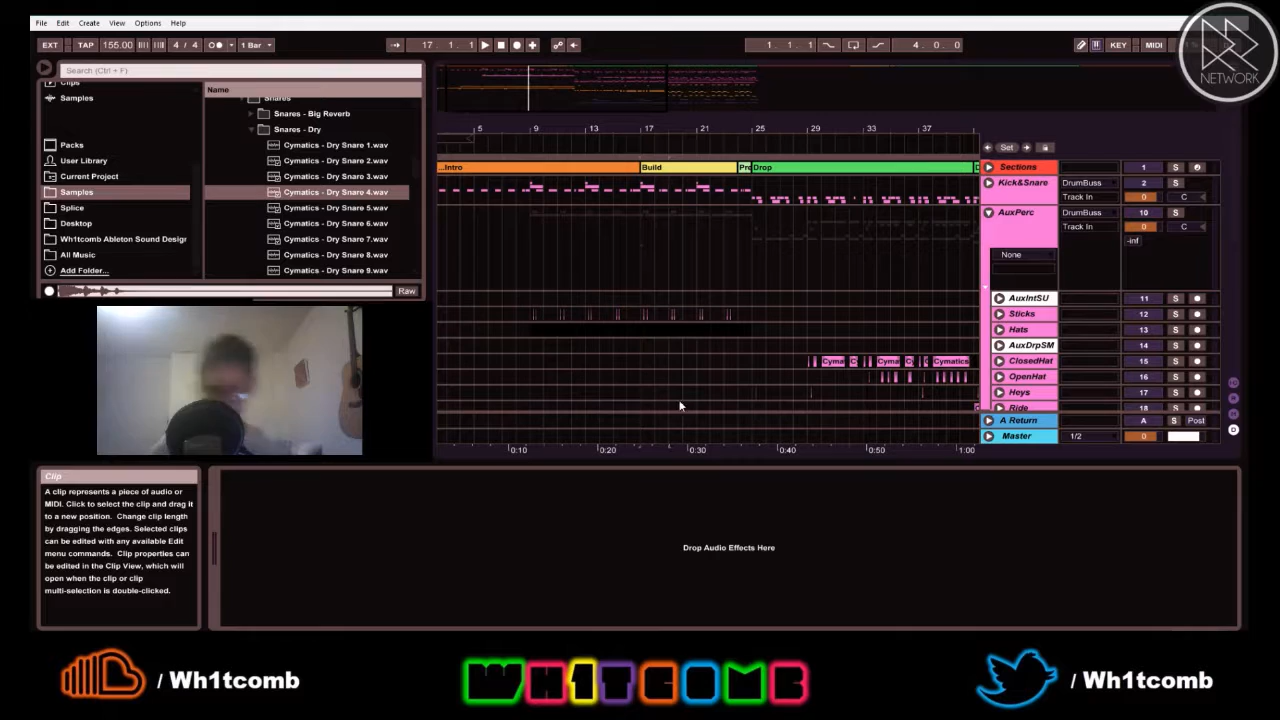 File Edit Create View Options Help
EXT TAP 155.00 4 / 4 1 Bar 17. 1. 1 1. 1. 1 4. 0. 0 KEY MIDI
NETWORK
Search (Ctrl + F)
Clips
Samples
Packs
User Library
Current Project
Samples
Splice
Desktop
Wh1tcomb Ableton Sound Design
All Music
Add Folder...
Name
Snares
Snares - Big Reverb
Snares - Dry
Cymatics - Dry Snare 1.wav
Cymatics - Dry Snare 2.wav
Cymatics - Dry Snare 3.wav
Cymatics - Dry Snare 4.wav
Cymatics - Dry Snare 5.wav
Cymatics - Dry Snare 6.wav
Cymatics - Dry Snare 7.wav
Cymatics - Dry Snare 8.wav
Cymatics - Dry Snare 9.wav
Raw
5 9 13 17 21 25 29 33 37
Set
...Intro Build Pre Drop
Sections 1 S
Kick&Snare DrumBuss 2 S
Track In 0 C
AuxPerc DrumBuss 10 S
Track In 0 C
-inf
None
AuxIntSU 11 S
Sticks 12 S
Hats 13 S
AuxDrpSM 14 S
Cyma Cyma Cymatics ClosedHat 15 S
OpenHat 16 S
Heys 17 S
Ride 18 S
A Return A S Post
Master 1/2 0
0:10 0:20 0:30 0:40 0:50 1:00
Clip
A clip represents a piece of audio or
MIDI. Click to select the clip and drag it
to a new position. Change clip length
by dragging the edges. Selected clips
can be edited with any available Edit
menu commands. Clip properties can
be edited in the Clip View, which will
open when the clip or clip
multi-selection is double-clicked.
Drop Audio Effects Here
/ Wh1tcomb
WH1TCOMB
/ Wh1tcomb